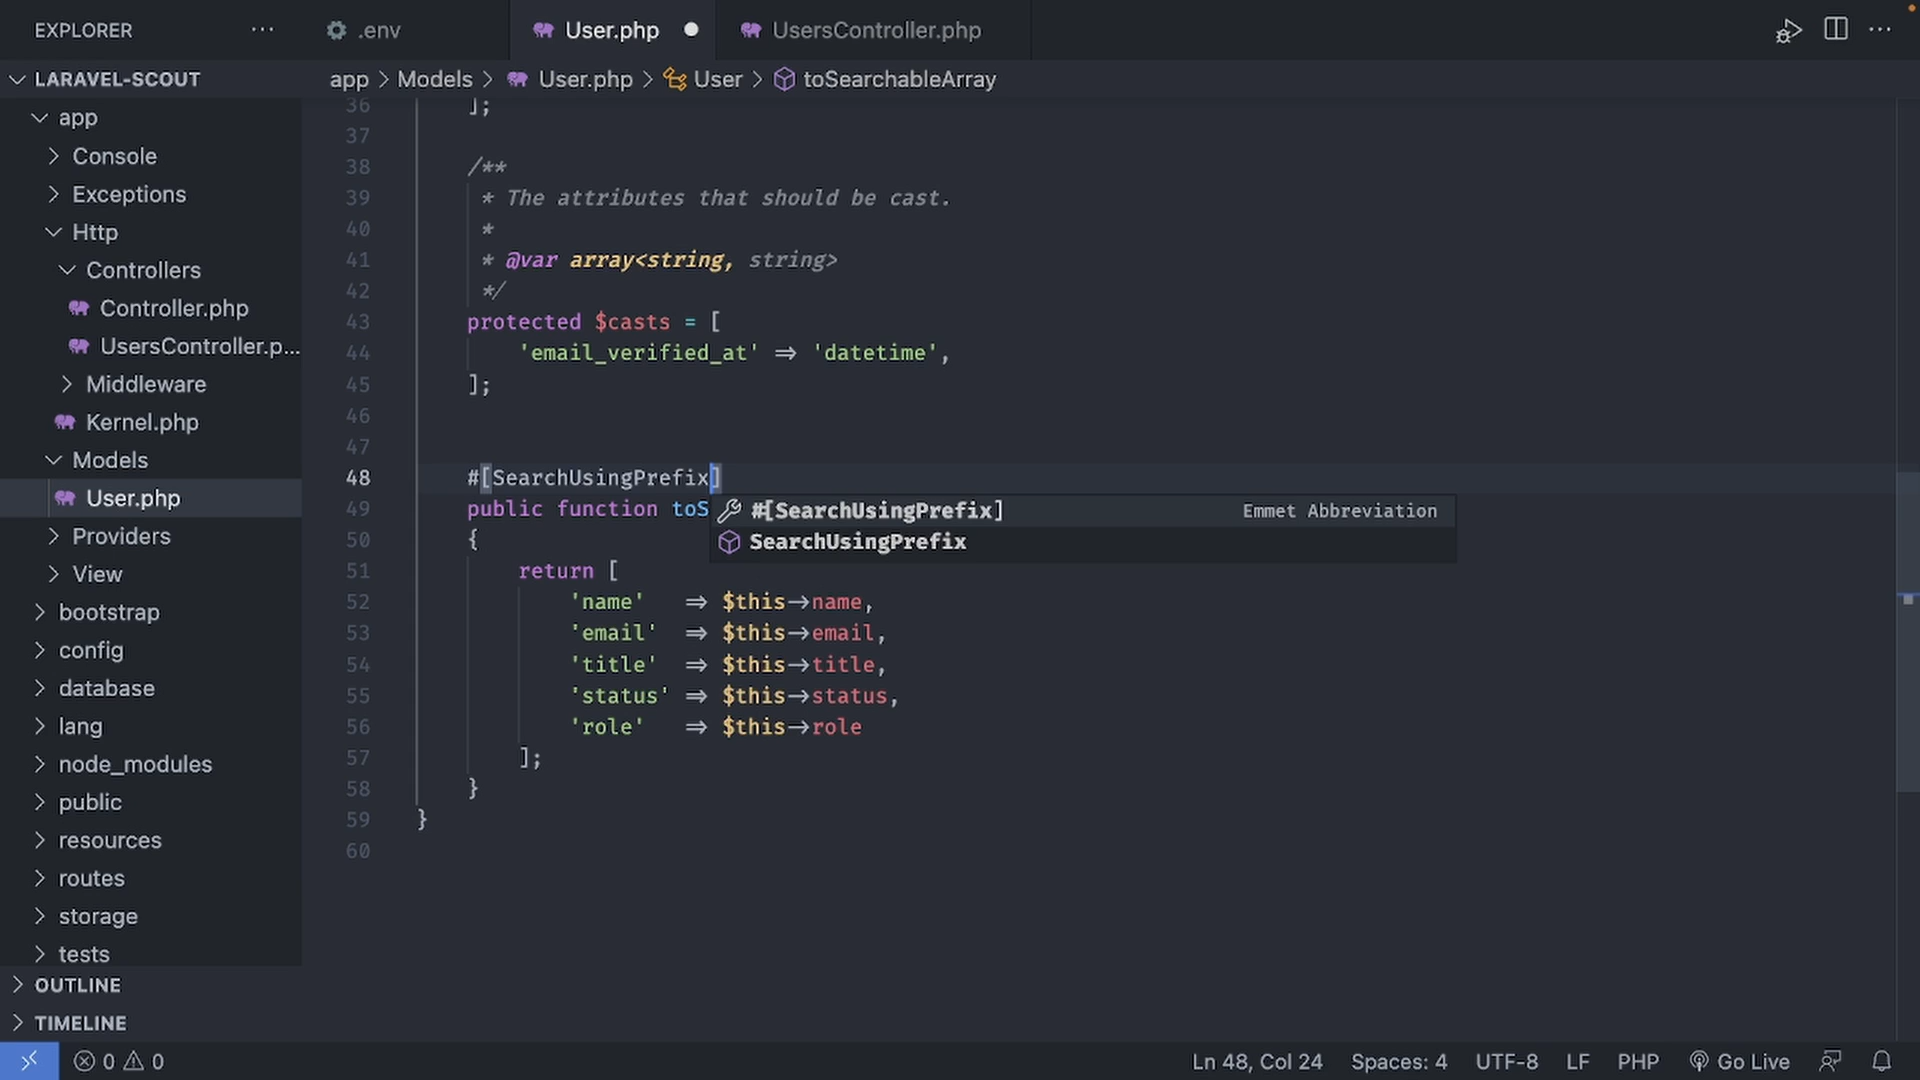 EXPLORER
.env
User.php
UsersController.php
LARAVEL-SCOUT
app > Models > User.php > User > toSearchableArray
app
Console
Exceptions
Http
Controllers
Controller.php
UsersController.p...
Middleware
Kernel.php
Models
User.php
Providers
View
bootstrap
config
database
lang
node_modules
public
resources
routes
storage
tests
OUTLINE
TIMELINE
36 ];
37
38 /**
39 * The attributes that should be cast.
40 *
41 * @var array<string, string>
42 */
43 protected $casts = [
44 'email_verified_at' => 'datetime',
45 ];
46
47
48 #[SearchUsingPrefix]
49 public function toS
#[SearchUsingPrefix] Emmet Abbreviation
SearchUsingPrefix
50 {
51 return [
52 'name' => $this->name,
53 'email' => $this->email,
54 'title' => $this->title,
55 'status' => $this->status,
56 'role' => $this->role
57 ];
58 }
59 }
60
0 0
Ln 48, Col 24
Spaces: 4
UTF-8
LF
PHP
Go Live